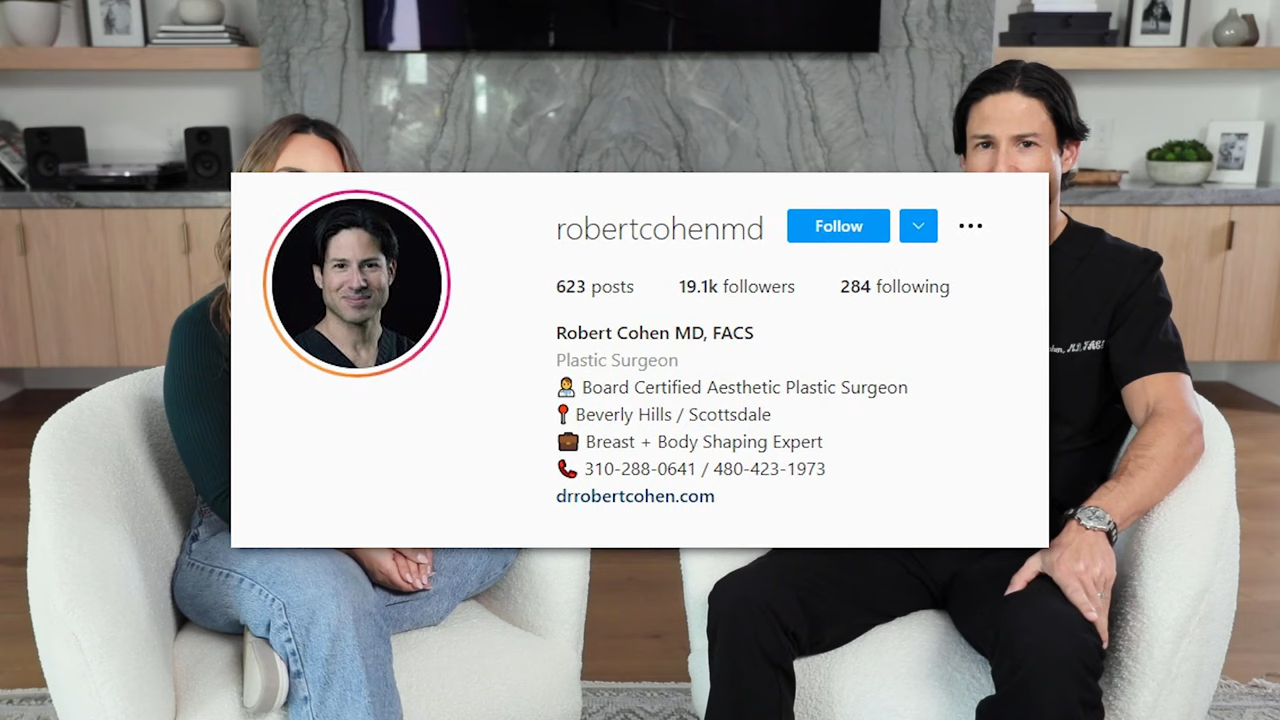 robertcohenmd Follow
623 posts 19.1k followers 284 following
Robert Cohen MD, FACS
Plastic Surgeon
Board Certified Aesthetic Plastic Surgeon
Beverly Hills / Scottsdale
Breast + Body Shaping Expert
310-288-0641 / 480-423-1973
drrobertcohen.com
M.D., FACS